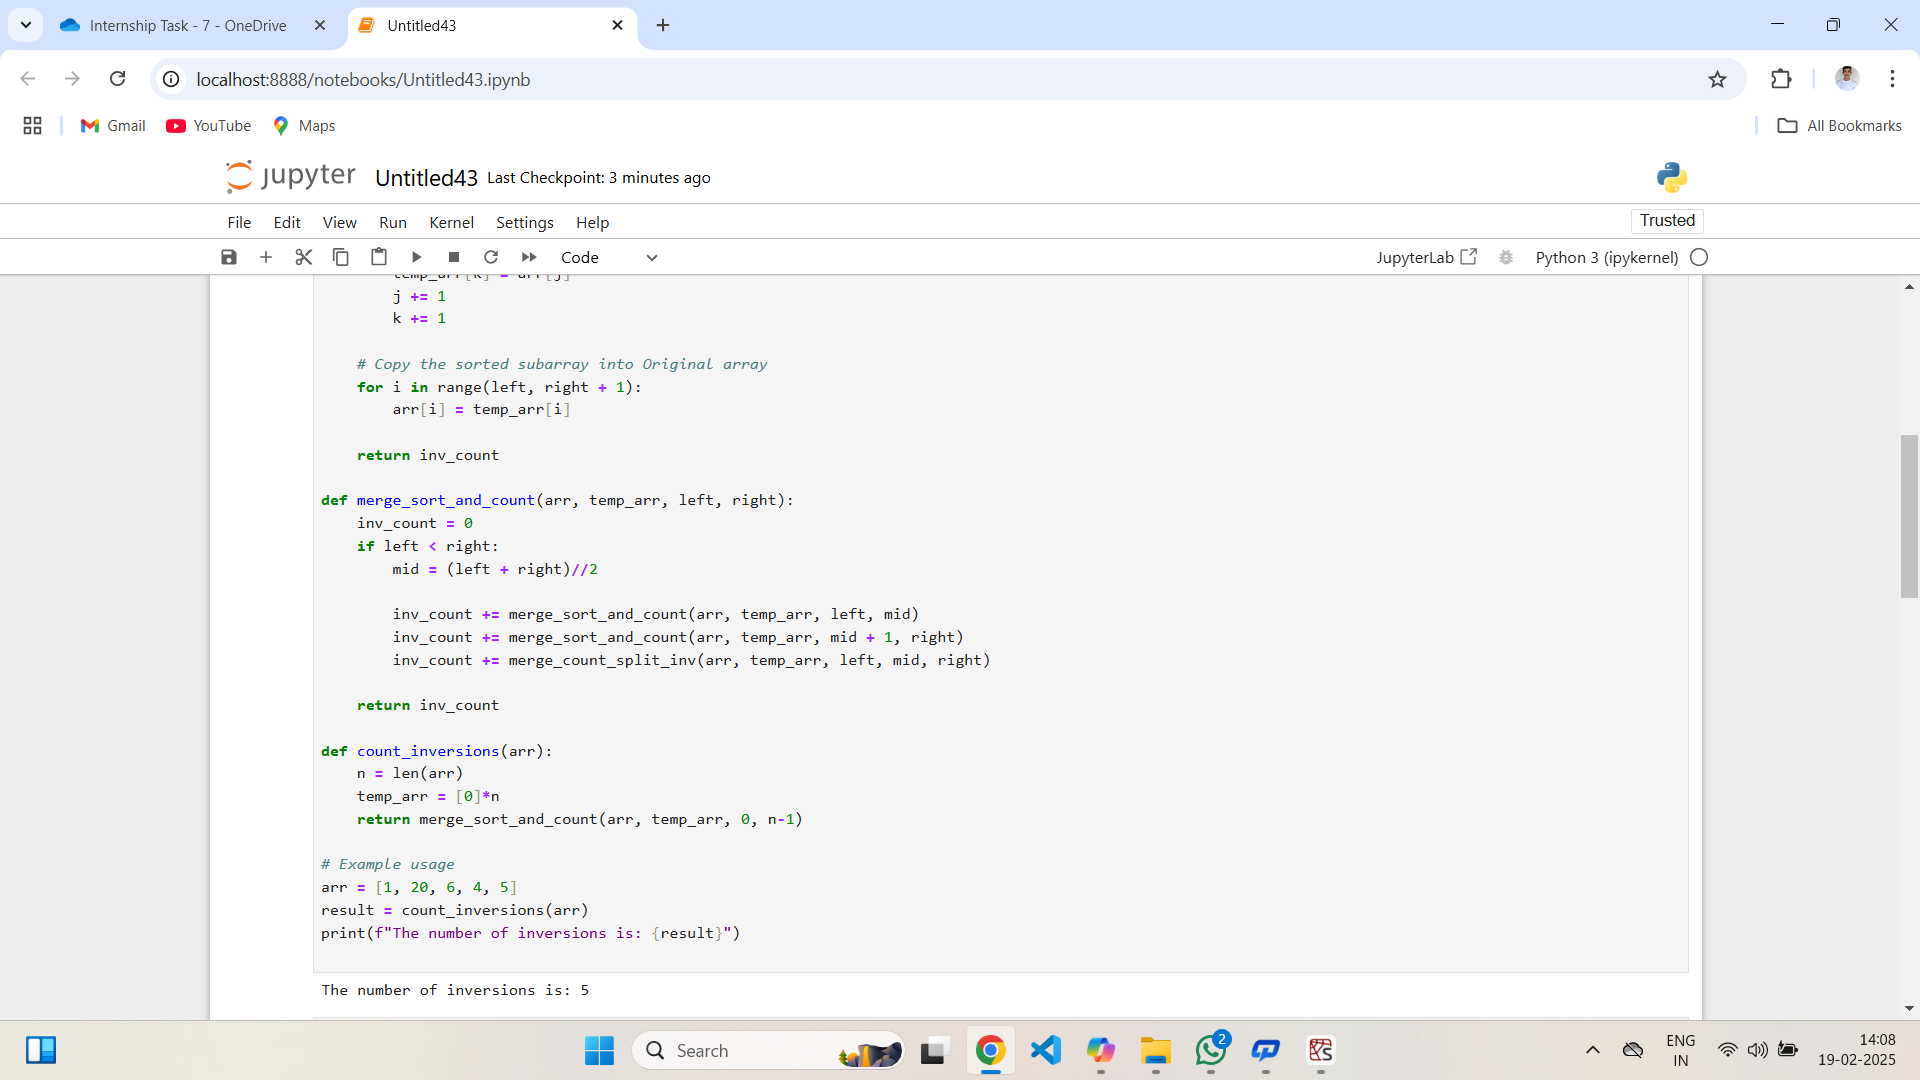 Internship Task - 7 - OneDrive
Untitled43
localhost:8888/notebooks/Untitled43.ipynb
Gmail
YouTube
Maps
All Bookmarks
jupyter
Untitled43 Last Checkpoint: 3 minutes ago
File Edit View Run Kernel Settings Help
Trusted
Code
JupyterLab
Python 3 (ipykernel)
temp_arr[k] = arr[j]
j += 1
k += 1
# Copy the sorted subarray into Original array
for i in range(left, right + 1):
arr[i] = temp_arr[i]
return inv_count
def merge_sort_and_count(arr, temp_arr, left, right):
inv_count = 0
if left < right:
mid = (left + right)//2
inv_count += merge_sort_and_count(arr, temp_arr, left, mid)
inv_count += merge_sort_and_count(arr, temp_arr, mid + 1, right)
inv_count += merge_count_split_inv(arr, temp_arr, left, mid, right)
return inv_count
def count_inversions(arr):
n = len(arr)
temp_arr = [0]*n
return merge_sort_and_count(arr, temp_arr, 0, n-1)
# Example usage
arr = [1, 20, 6, 4, 5]
result = count_inversions(arr)
print(f"The number of inversions is: {result}")
The number of inversions is: 5
Search
2
ENG
IN
14:08
19-02-2025